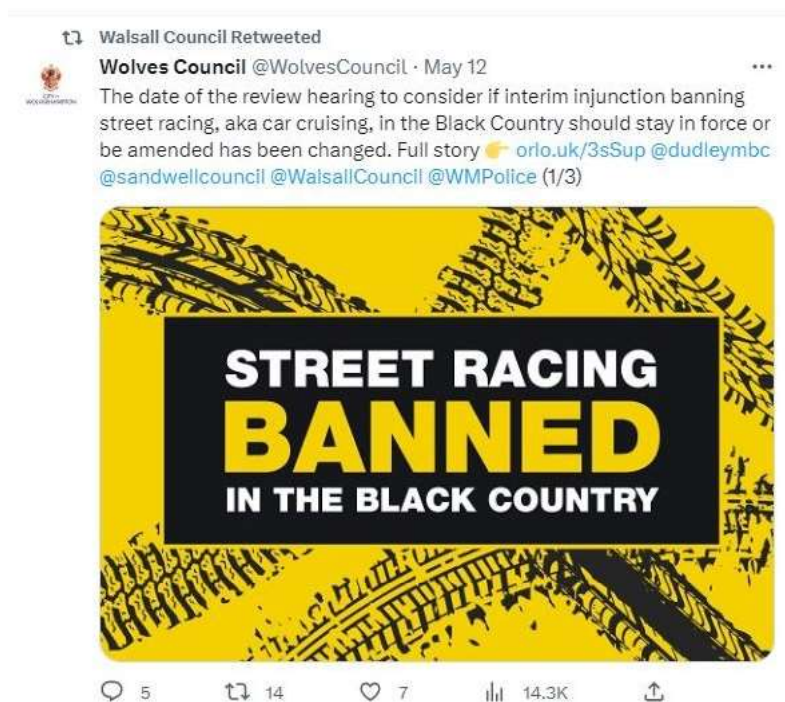 Walsall Council Retweeted
Wolves Council @WolvesCouncil · May 12
The date of the review hearing to consider if interim injunction banning
street racing, aka car cruising, in the Black Country should stay in force or
be amended has been changed. Full story 👉 orlo.uk/3sSup @dudleymbc
@sandwellcouncil @WalsallCouncil @WMPolice (1/3)
STREET RACING
BANNED
IN THE BLACK COUNTRY
5 14 7 14.3K